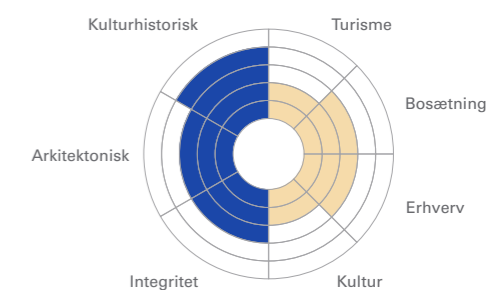 Kulturhistorisk
Turisme
Bosætning
Arkitektonisk
Erhverv
Integritet
Kultur